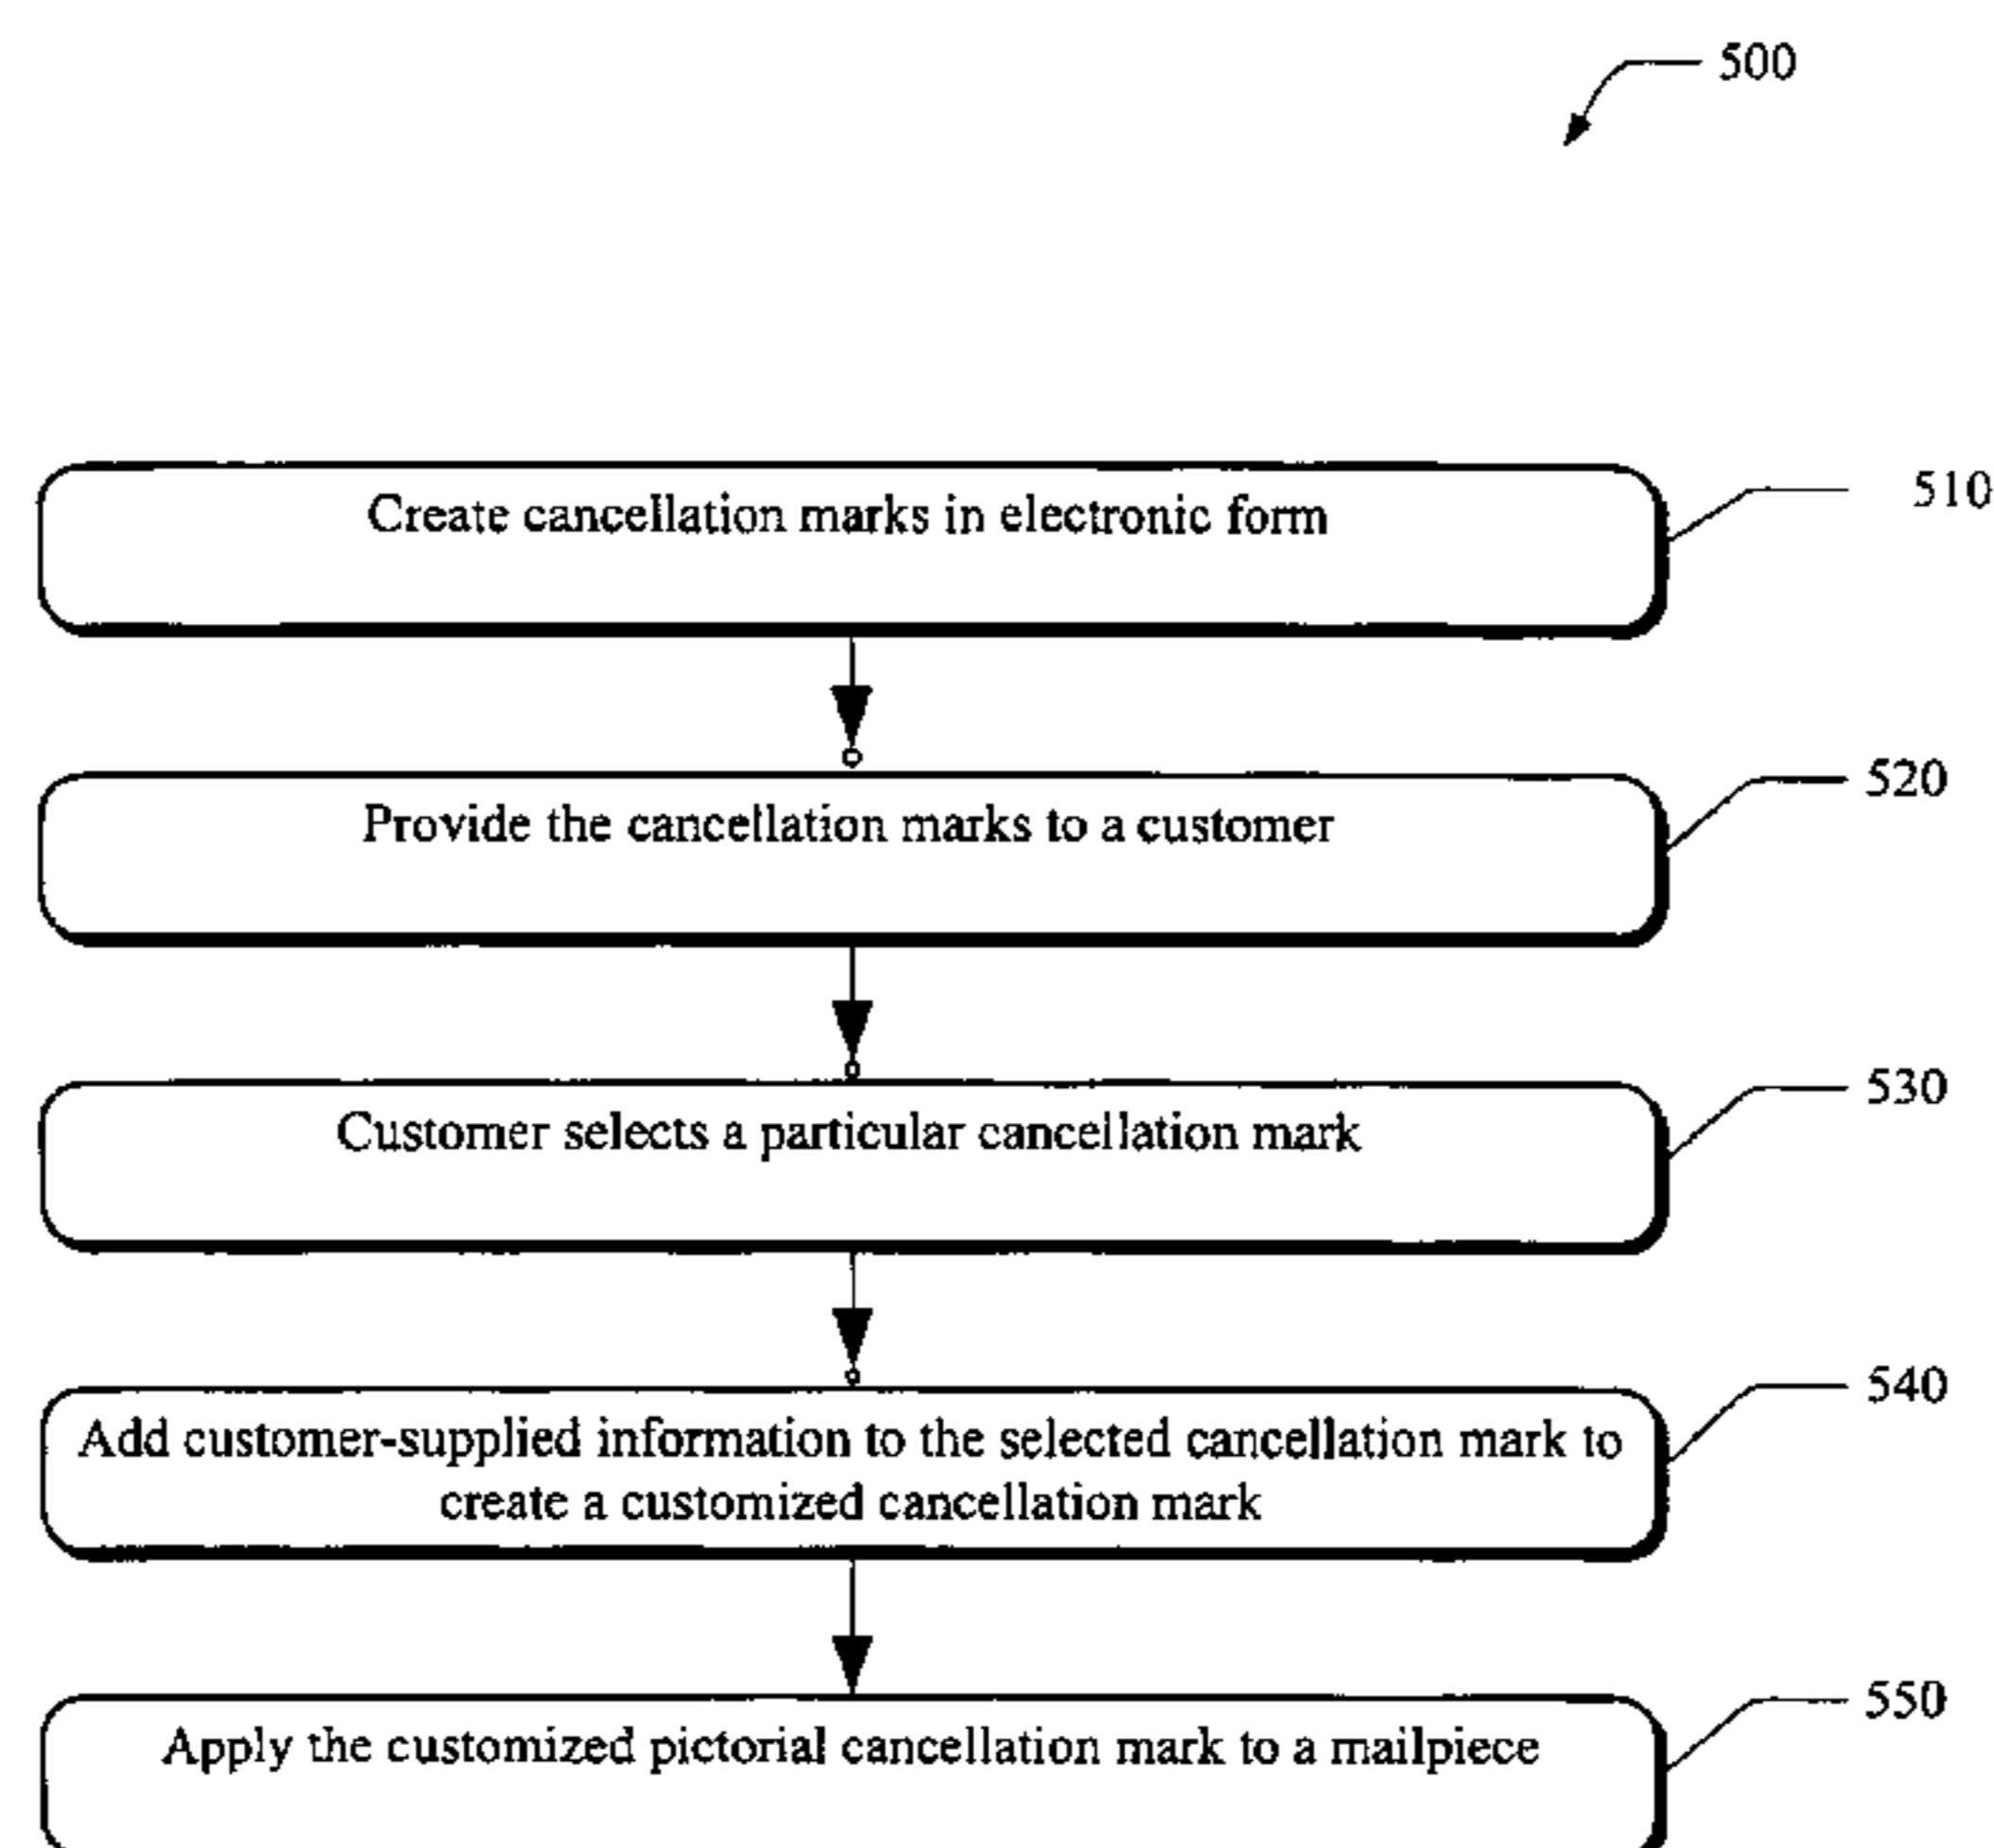 500
Create cancellation marks in electronic form
510
Provide the cancellation marks to a customer
520
Customer selects a particular cancellation mark
530
Add customer-supplied information to the selected cancellation mark to
create a customized cancellation mark
540
Apply the customized pictorial cancellation mark to a mailpiece
550